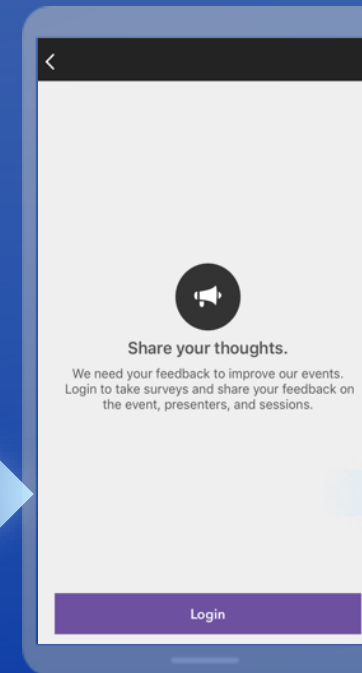 Share your thoughts.
We need your feedback to improve our events.
Login to take surveys and share your feedback on
the event, presenters, and sessions.
Login